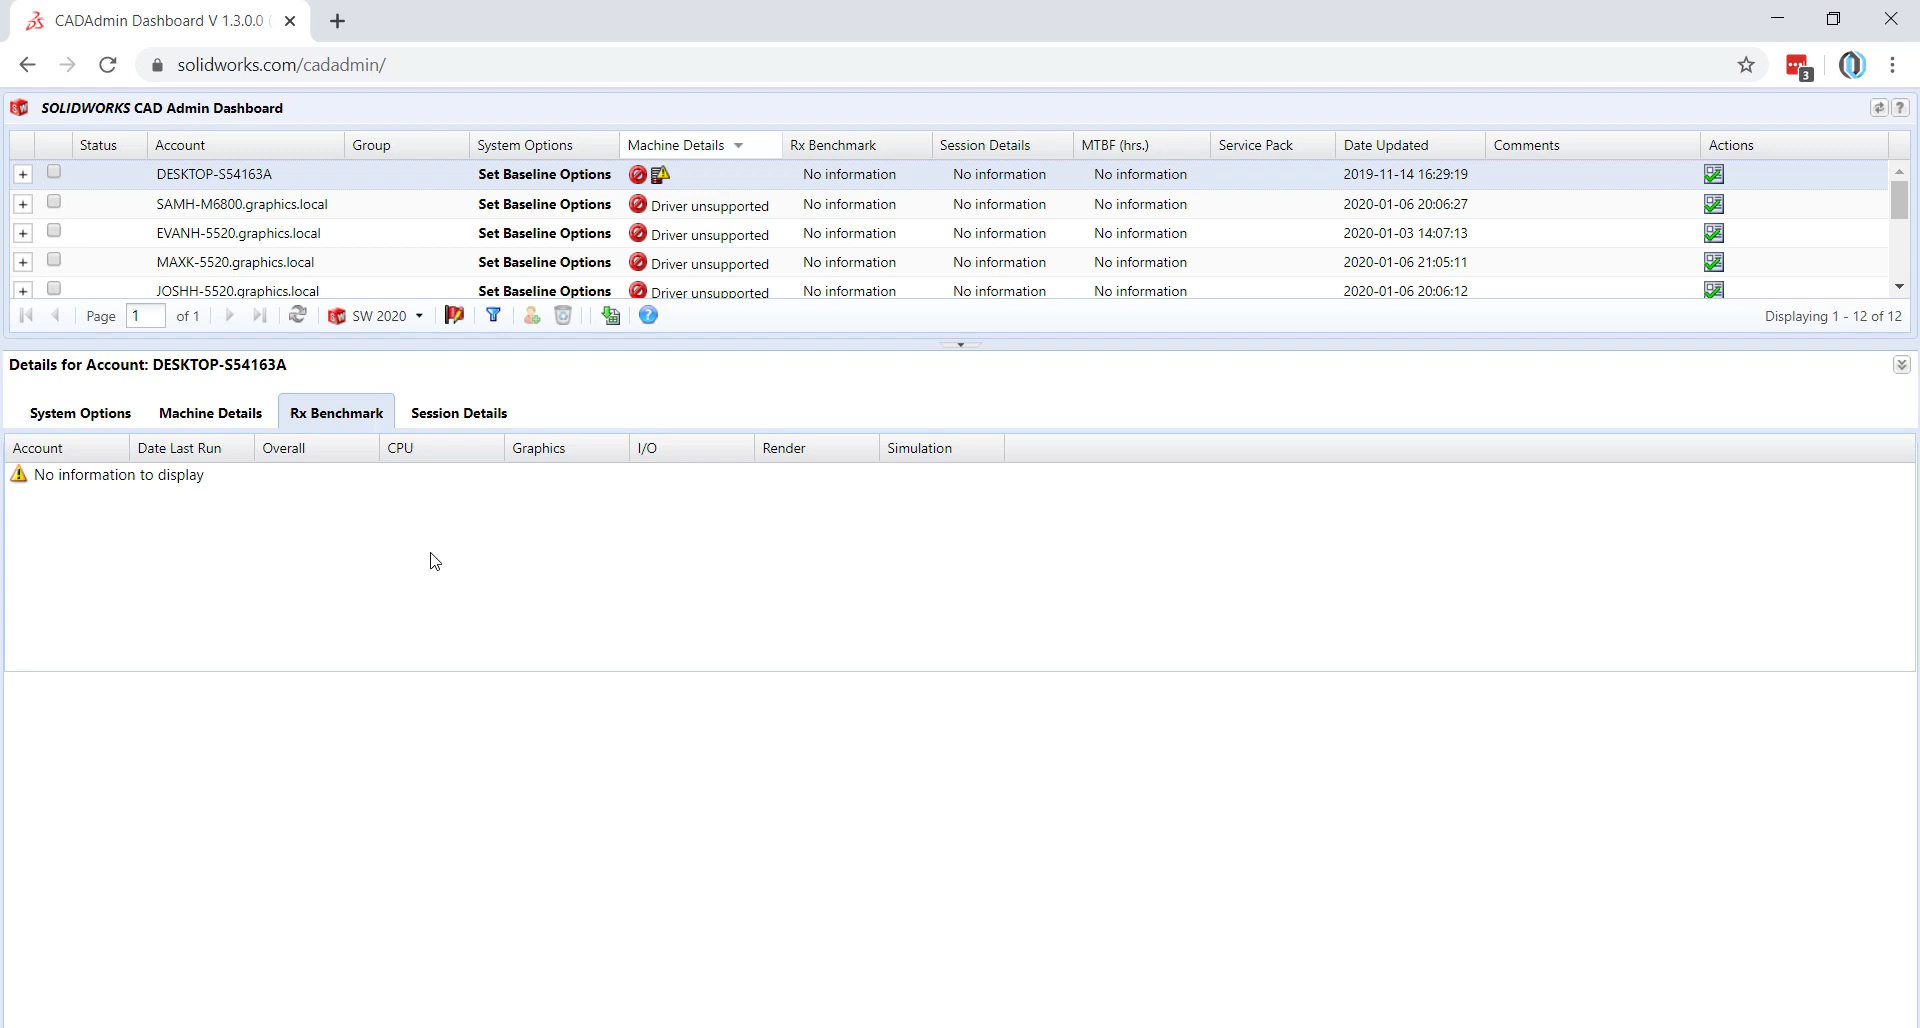 CADAdmin Dashboard V 1.3.0.0 (
solidworks.com/cadadmin/
3
SOLIDWORKS CAD Admin Dashboard
Status Account Group System Options Machine Details Rx Benchmark Session Details MTBF (hrs.) Service Pack Date Updated Comments Actions
DESKTOP-S54163A Set Baseline Options No information No information No information 2019-11-14 16:29:19
SAMH-M6800.graphics.local Set Baseline Options Driver unsupported No information No information No information 2020-01-06 20:06:27
EVANH-5520.graphics.local Set Baseline Options Driver unsupported No information No information No information 2020-01-03 14:07:13
MAXK-5520.graphics.local Set Baseline Options Driver unsupported No information No information No information 2020-01-06 21:05:11
JOSHH-5520.graphics.local Set Baseline Options Driver unsupported No information No information No information 2020-01-06 20:06:12
Page 1 of 1 SW 2020 Displaying 1 - 12 of 12
Details for Account: DESKTOP-S54163A
System Options Machine Details Rx Benchmark Session Details
Account Date Last Run Overall CPU Graphics I/O Render Simulation
No information to display